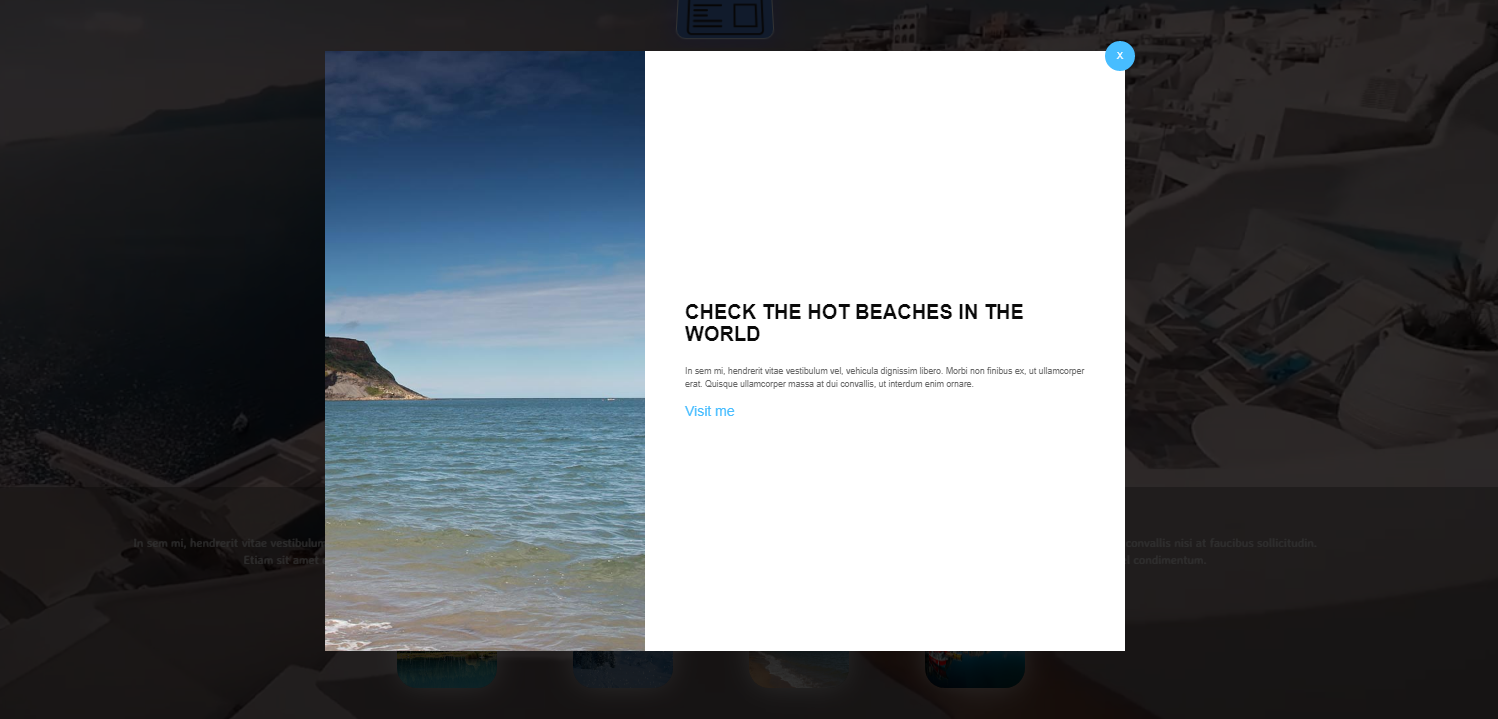 x
CHECK THE HOT BEACHES IN THE
WORLD
In sem mi, hendrerit vitae vestibulum vel, vehicula dignissim libero. Morbi non finibus ex, ut ullamcorper
erat. Quisque ullamcorper massa at dui convallis, ut interdum enim ornare.
Visit me
In sem mi, hendrerit vitae vestibulum convallis nisi at faucibus sollicitudin.
Etiam sit amet condimentum.